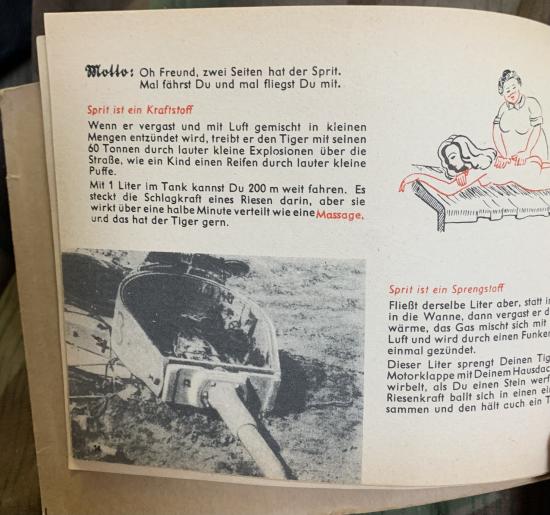 Motto: Oh Freund, zwei Seiten hat der Sprit.
Mal fährst Du und mal fliegst Du mit.
Sprit ist ein Kraftstoff
Wenn er vergast und mit Luft gemischt in kleinen
Mengen entzündet wird, treibt er den Tiger mit seinen
60 Tonnen durch lauter kleine Explosionen über die
Straße, wie ein Kind einen Reifen durch lauter kleine
Puffe.
Mit 1 Liter im Tank kannst Du 200 m weit fahren. Es
steckt die Schlagkraft eines Riesen darin, aber sie
wirkt über eine halbe Minute verteilt wie eine Massage,
und das hat der Tiger gern.
Sprit ist ein Sprengstoff
Fließt derselbe Liter aber, statt
in die Wanne, dann vergast er
wärme, das Gas mischt sich mit
Luft und wird durch einen Funken
einmal gezündet.
Dieser Liter sprengt Deinen
Motorklappe mit Deinem
wirbelt, als Du einen Stein
Riesenkraft ballt sich in einen
sammen und den hält auch ein